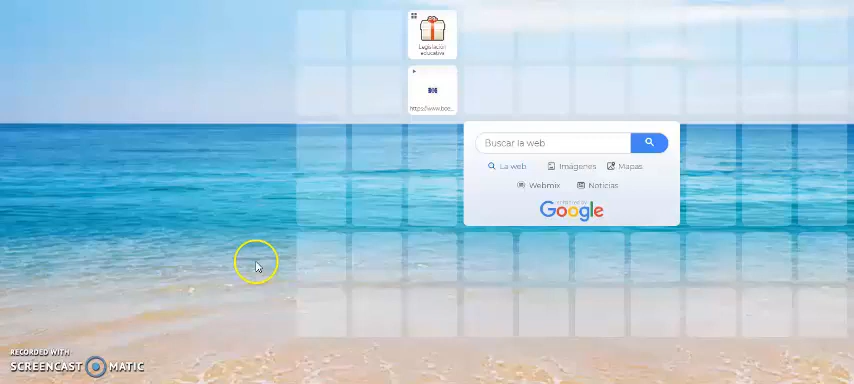 Legislación
educativa
BOE
https://www.boe...
Buscar la web
La web
Imágenes
Mapas
Webmix
Noticias
Google
RECORDED WITH
SCREENCAST MATIC